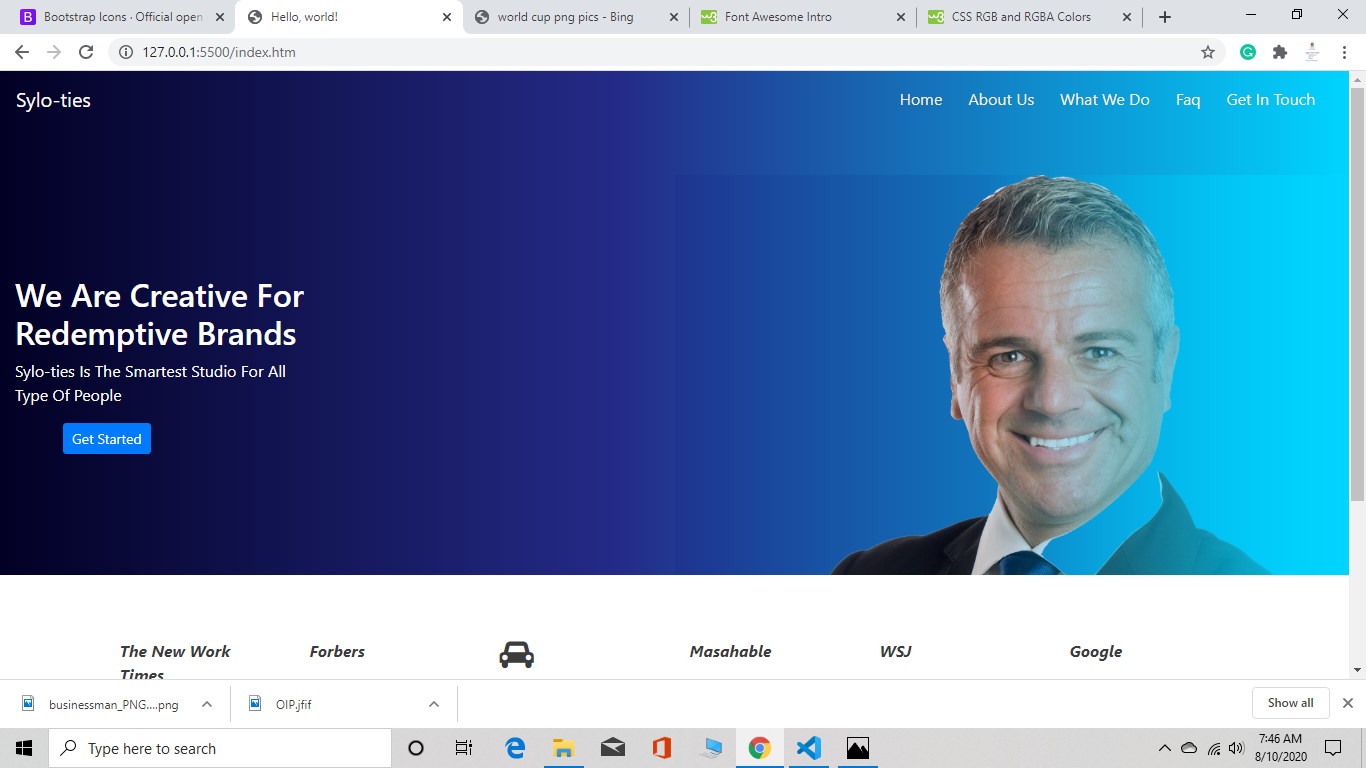 Bootstrap Icons · Official open
Hello, world!
world cup png pics - Bing
Font Awesome Intro
CSS RGB and RGBA Colors
127.0.0.1:5500/index.htm
Sylo-ties
Home
About Us
What We Do
Faq
Get In Touch
We Are Creative For
Redemptive Brands
Sylo-ties Is The Smartest Studio For All
Type Of People
Get Started
The New Work
Times
Forbers
Masahable
WSJ
Google
businessman_PNG....png
OIP.jfif
Show all
Type here to search
7:46 AM
8/10/2020